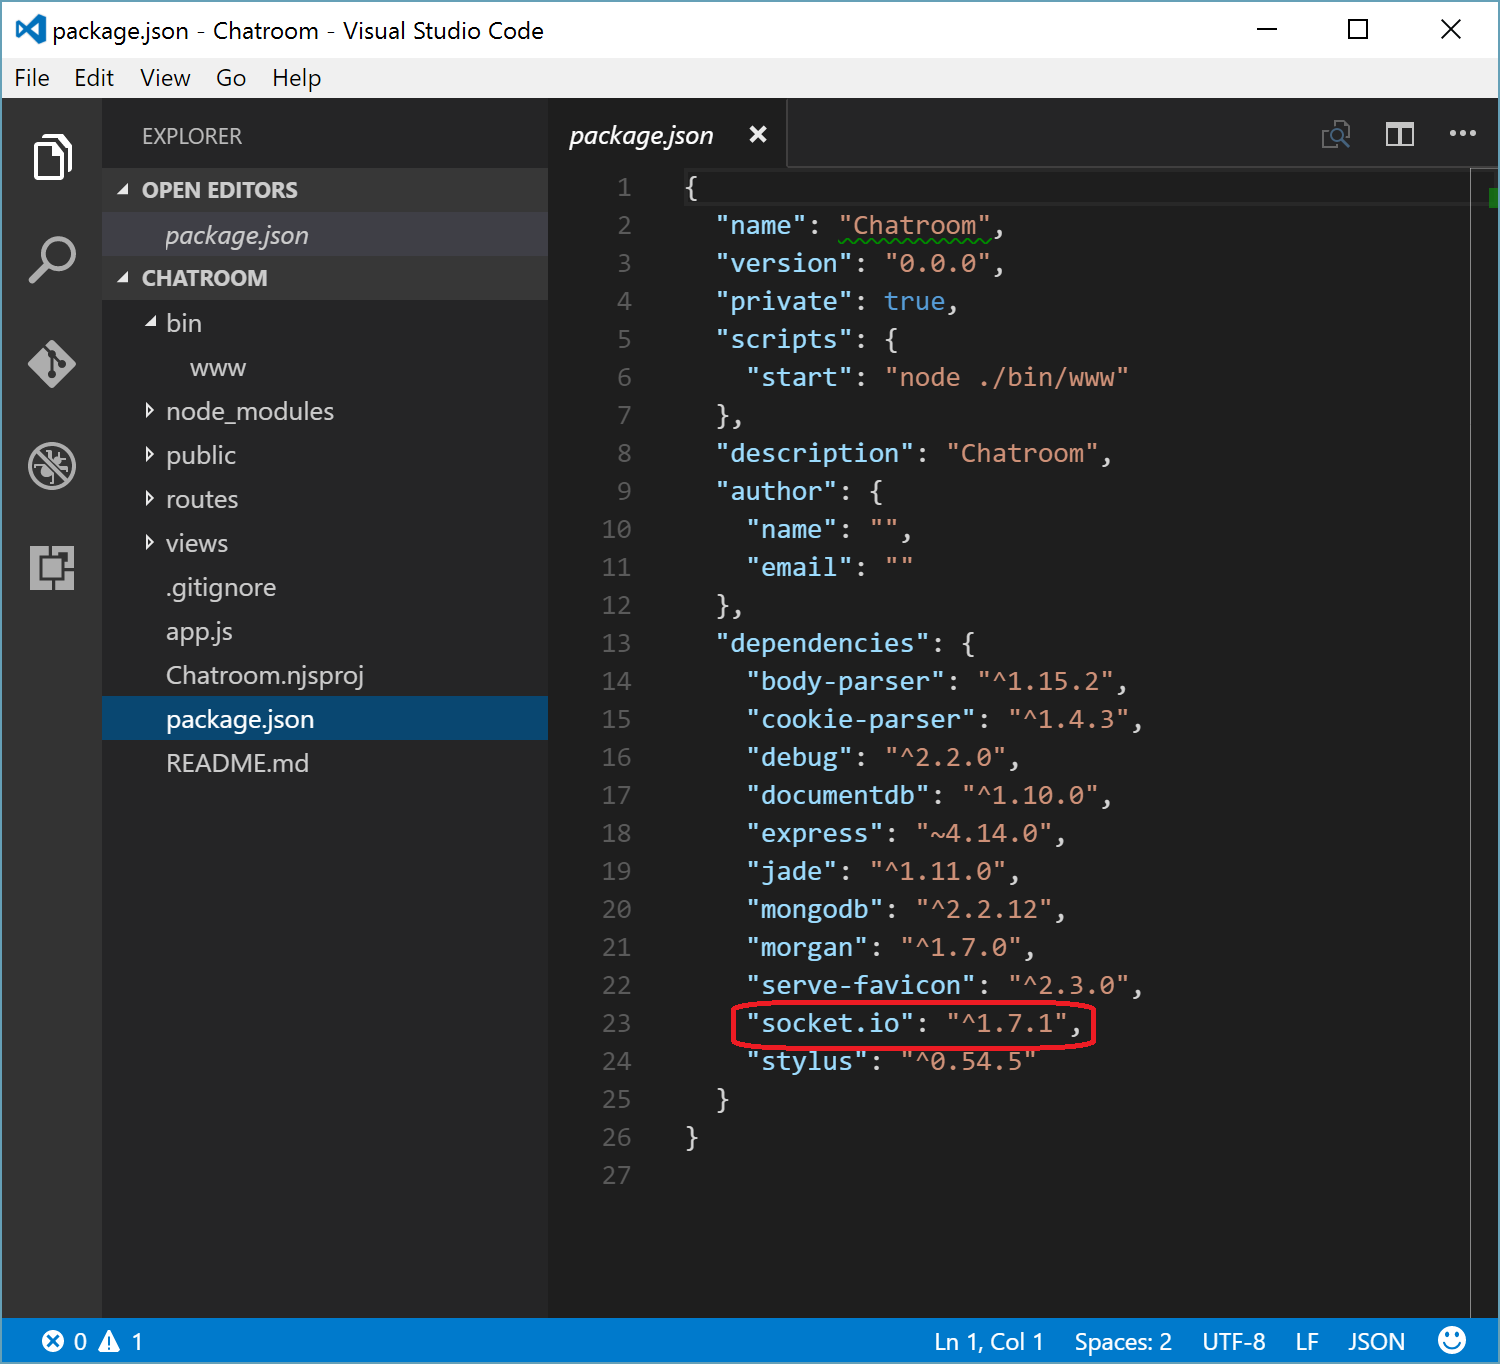 package.json - Chatroom - Visual Studio Code
File Edit View Go Help
EXPLORER
OPEN EDITORS
package.json
CHATROOM
bin
www
node_modules
public
routes
views
.gitignore
app.js
Chatroom.njsproj
package.json
README.md
package.json
1 {
2   "name": "Chatroom",
3   "version": "0.0.0",
4   "private": true,
5   "scripts": {
6     "start": "node ./bin/www"
7   },
8   "description": "Chatroom",
9   "author": {
10     "name": "",
11     "email": ""
12   },
13   "dependencies": {
14     "body-parser": "^1.15.2",
15     "cookie-parser": "^1.4.3",
16     "debug": "^2.2.0",
17     "documentdb": "^1.10.0",
18     "express": "~4.14.0",
19     "jade": "^1.11.0",
20     "mongodb": "^2.2.12",
21     "morgan": "^1.7.0",
22     "serve-favicon": "^2.3.0",
23     "socket.io": "^1.7.1",
24     "stylus": "^0.54.5"
25   }
26 }
27
0 1 Ln 1, Col 1 Spaces: 2 UTF-8 LF JSON